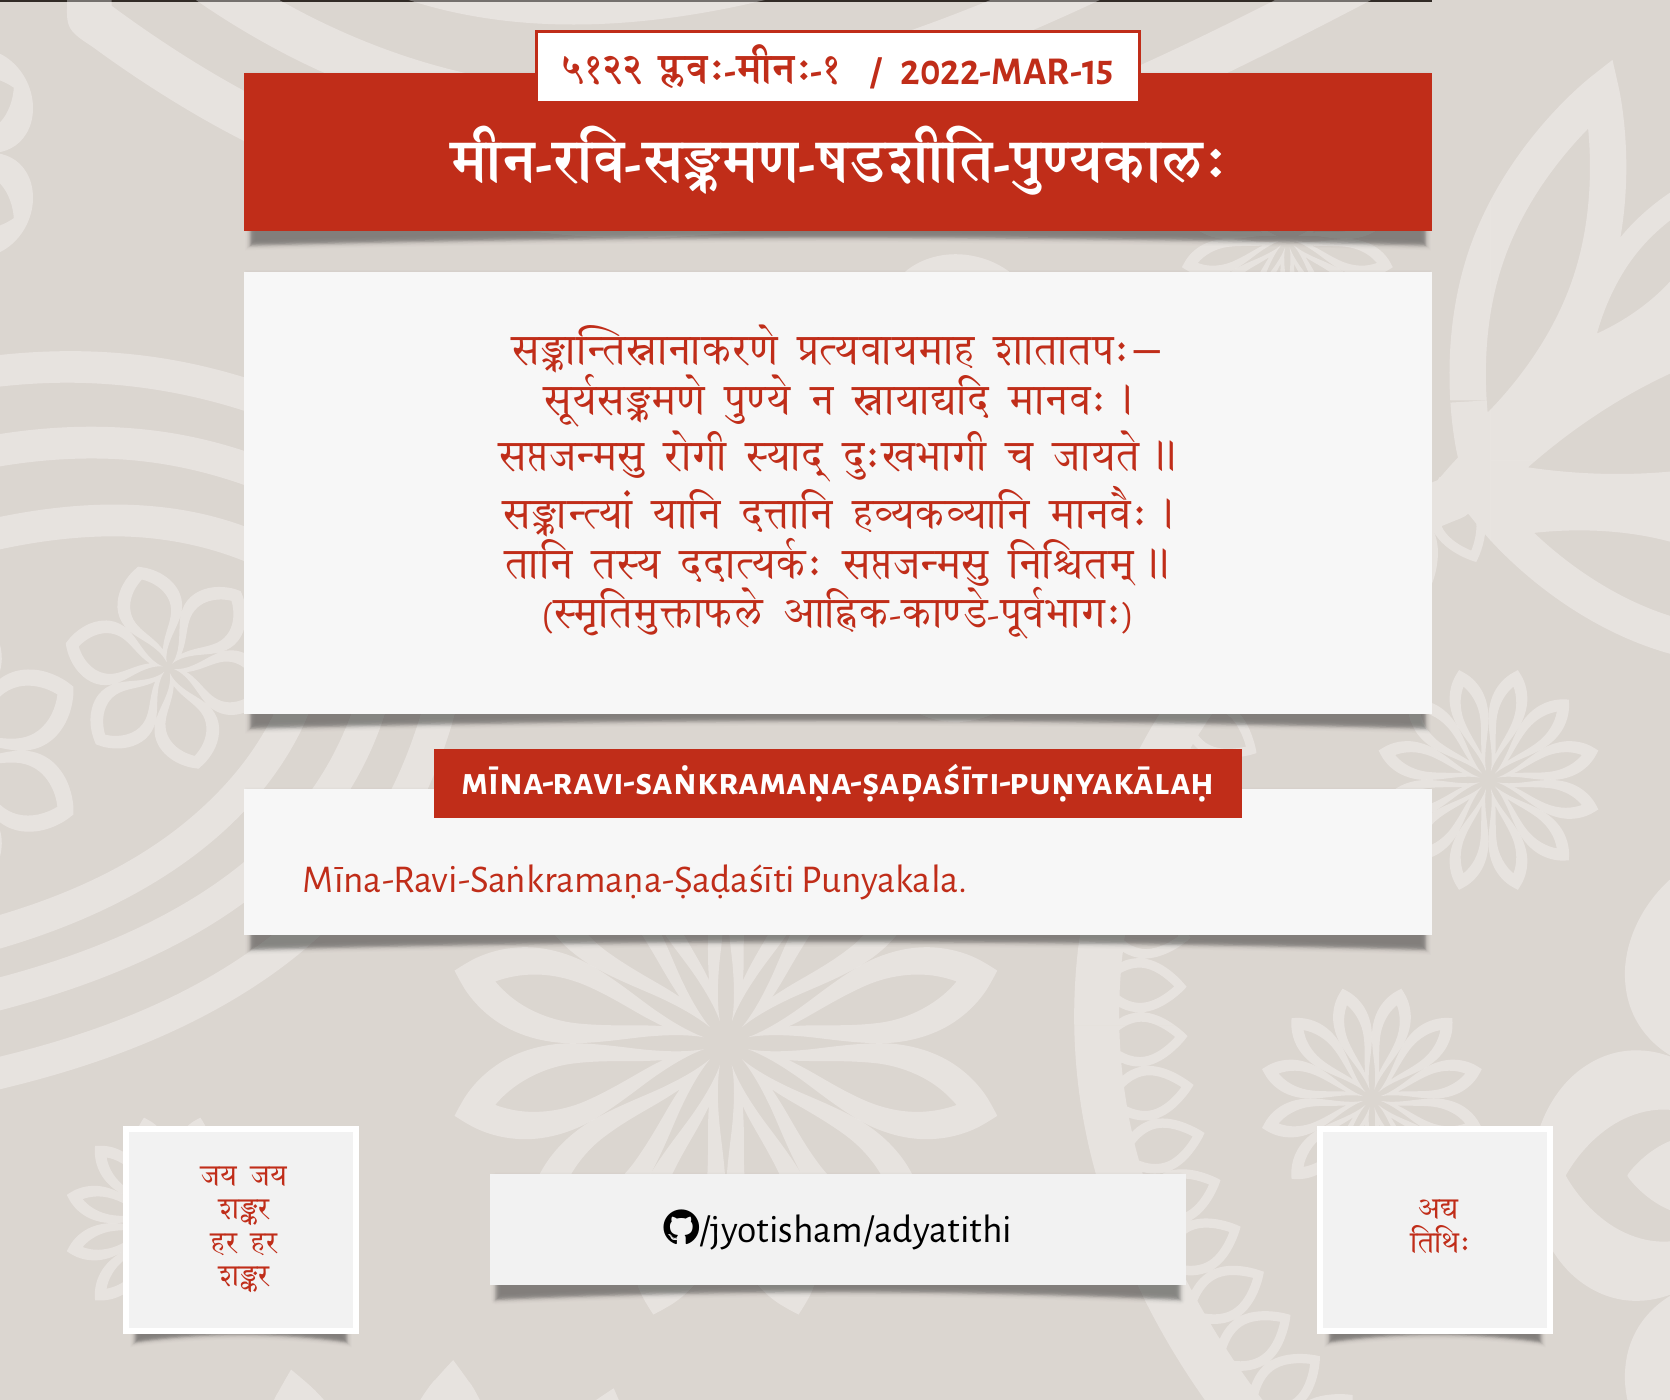 ५१२२ प्लवः-मीनः-१ / 2022-MAR-15
मीन-रवि-सङ्क्रमण-षडशीति-पुण्यकालः
सङ्क्रान्तिस्नानाकरणे प्रत्यवायमाह शातातपः—
सूर्यसङ्क्रमणे पुण्ये न स्नायाद्यदि मानवः ।
सप्तजन्मसु रोगी स्याद् दुःखभागी च जायते ॥
सङ्क्रान्त्यां यानि दत्तानि हव्यकव्यानि मानवैः ।
तानि तस्य ददात्यर्कः सप्तजन्मसु निश्चितम् ॥
(स्मृतिमुक्ताफले आह्निक-काण्डे-पूर्वभागः)
MĪNA-RAVI-SAṄKRAMAṆA-ṢAḌAŚĪTI-PUṆYAKĀLAḤ
Mīna-Ravi-Saṅkramaṇa-Ṣaḍaśīti Punyakala.
जय जय
शङ्कर
हर हर
शङ्कर
/jyotisham/adyatithi
अद्य
तिथिः